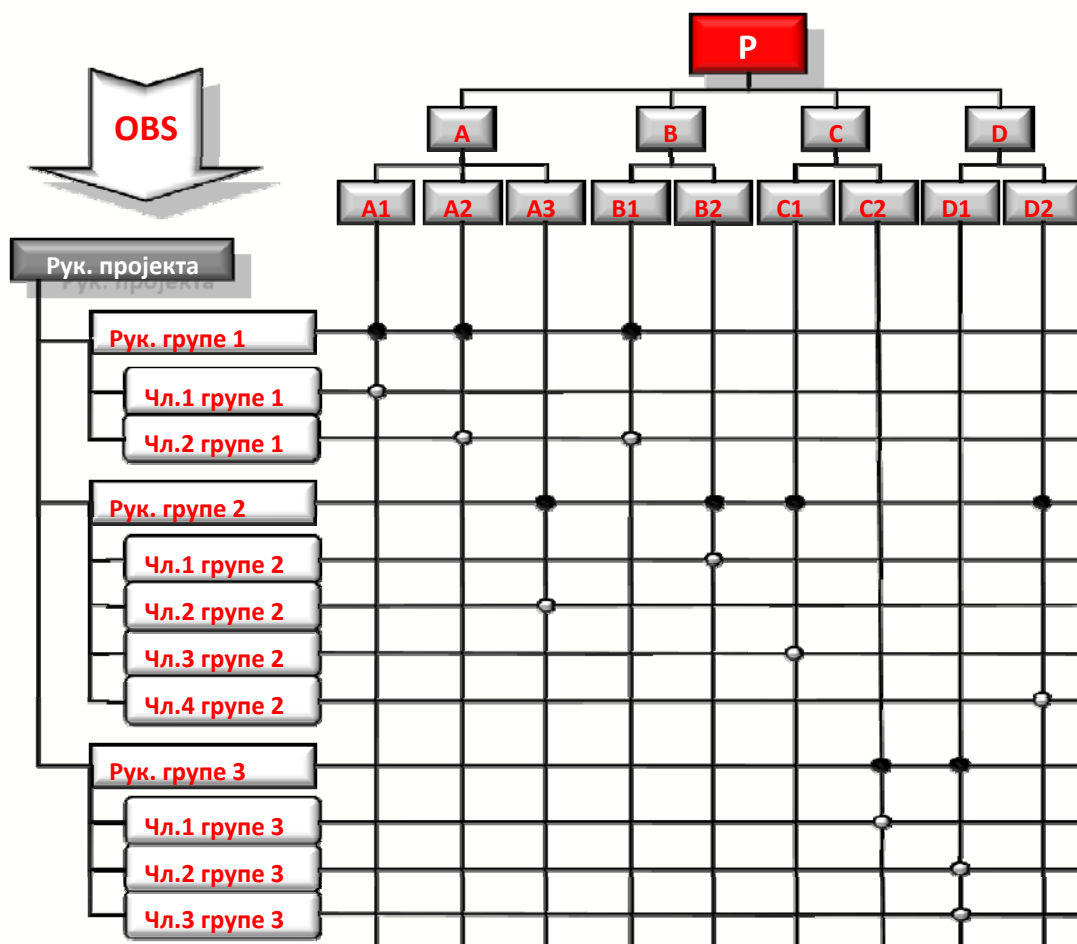 P
OBS
A
B
C
D
A1
A2
A3
B1
B2
C1
C2
D1
D2
Рук. пројекта
Рук. групе 1
Чл.1 групе 1
Чл.2 групе 1
Рук. групе 2
Чл.1 групе 2
Чл.2 групе 2
Чл.3 групе 2
Чл.4 групе 2
Рук. групе 3
Чл.1 групе 3
Чл.2 групе 3
Чл.3 групе 3